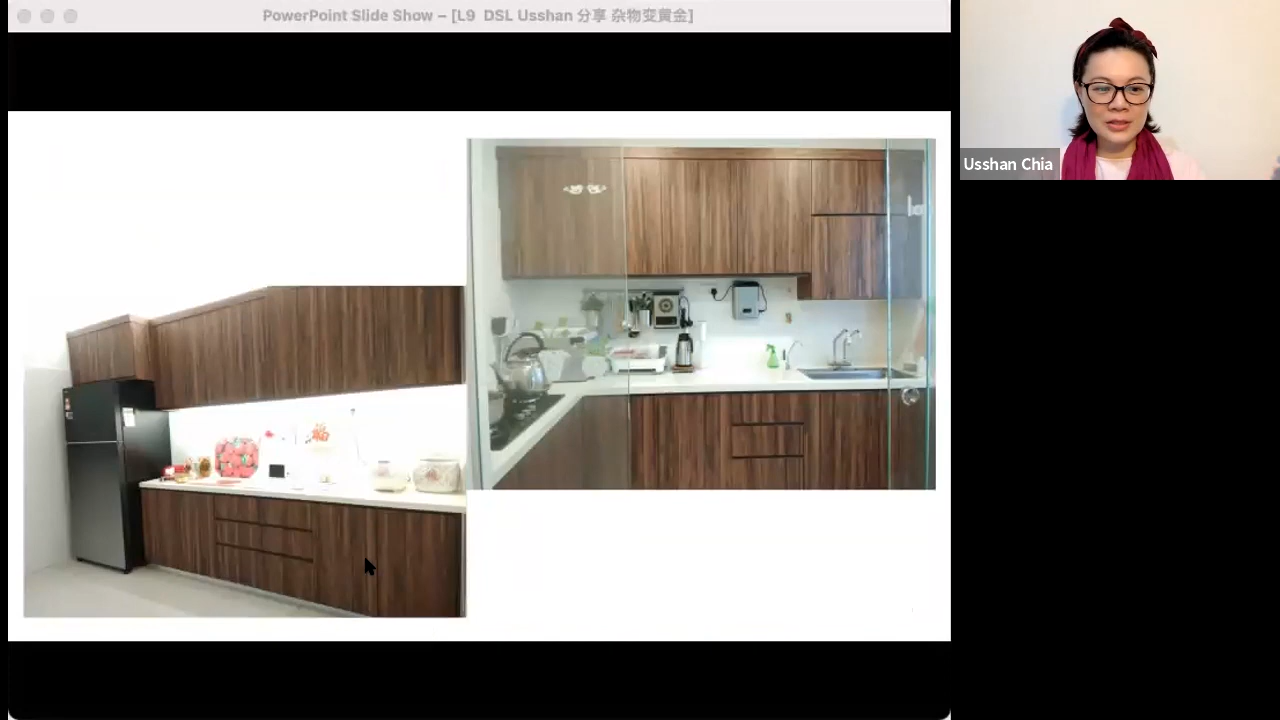 PowerPoint Slide Show – [L9 DSL Usshan 分享 杂物变黄金]
Usshan Chia